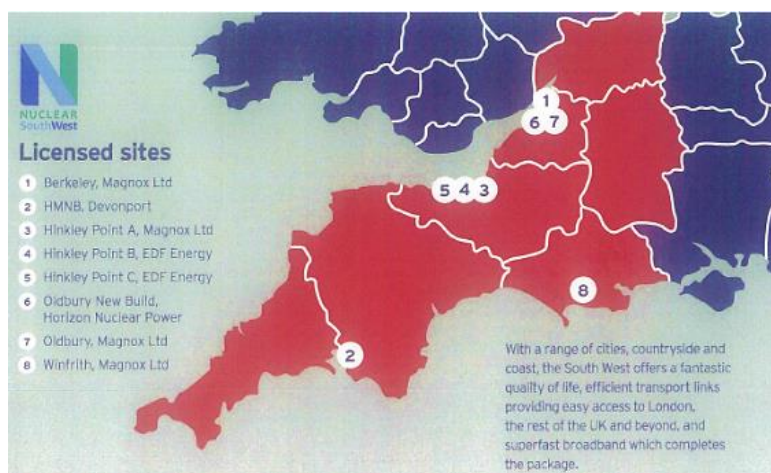 NUCLEAR
SouthWest
Licensed sites
1 Berkeley, Magnox Ltd
2 HMNB, Devonport
3 Hinkley Point A, Magnox Ltd
4 Hinkley Point B, EDF Energy
5 Hinkley Point C, EDF Energy
6 Oldbury New Build,
Horizon Nuclear Power
7 Oldbury, Magnox Ltd
8 Winfrith, Magnox Ltd
1
6 7
5 4 3
8
2
With a range of cities, countryside and
coast, the South West offers a fantastic
quality of life, efficient transport links
providing easy access to London,
the rest of the UK and beyond, and
superfast broadband which completes
the package.